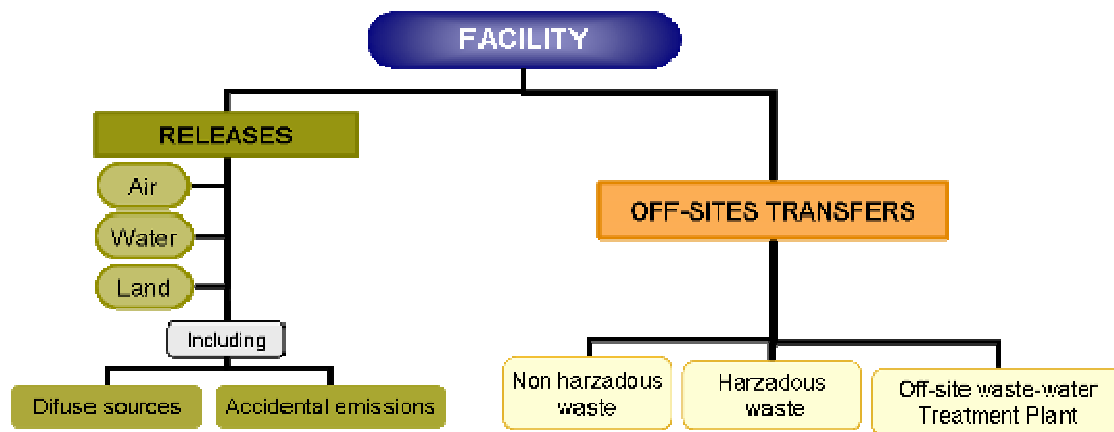 FACILITY
RELEASES
Air
Water
Land
Including
Difuse sources
Accidental emissions
OFF-SITES TRANSFERS
Non harzadous
waste
Harzadous
waste
Off-site waste-water
Treatment Plant